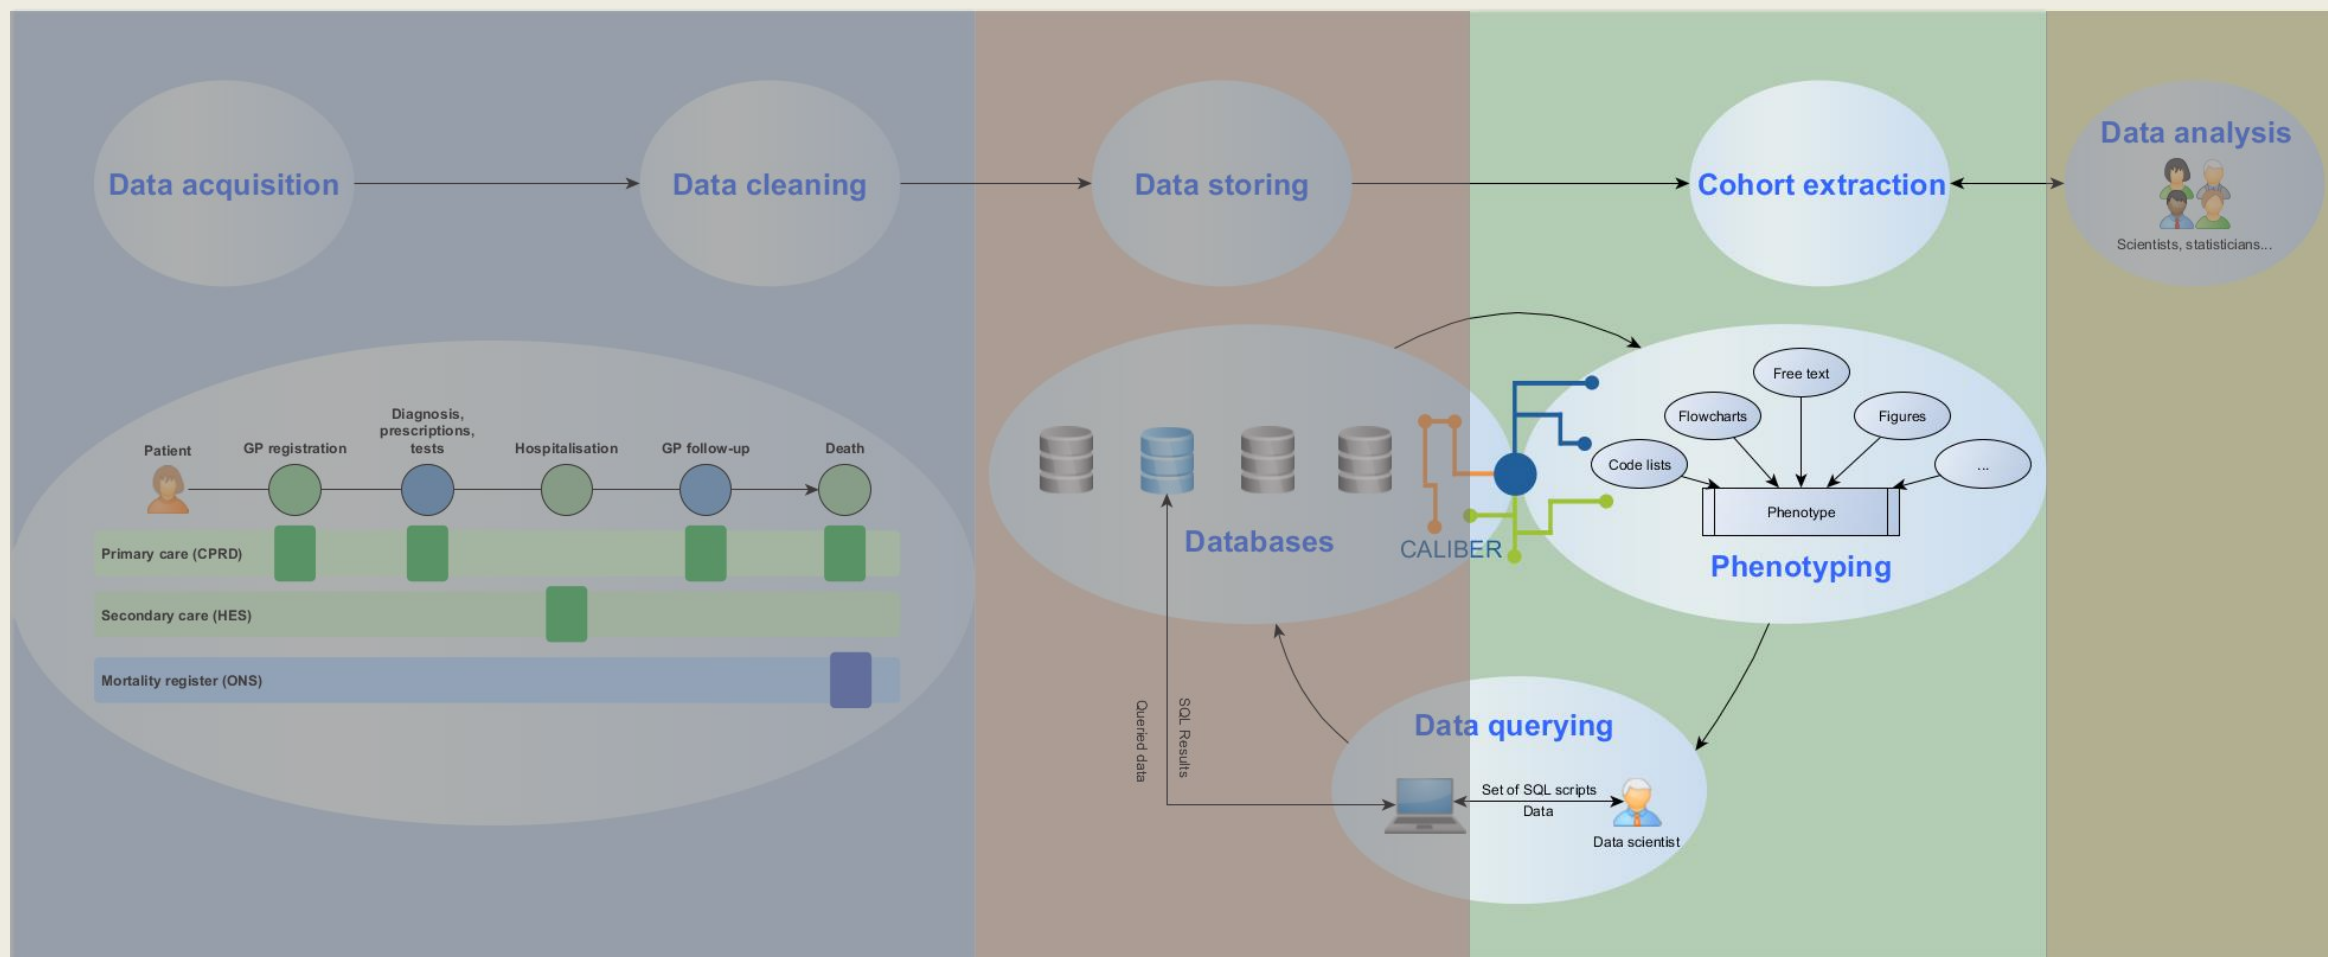 Data acquisition
Data cleaning
Data storing
Cohort extraction
Data analysis
Scientists, statisticians...
Patient
GP registration
Diagnosis,
prescriptions,
tests
Hospitalisation
GP follow-up
Death
Primary care (CPRD)
Secondary care (HES)
Mortality register (ONS)
Databases
CALIBER
Free text
Flowcharts
Figures
Code lists
...
Phenotype
Phenotyping
SQL Results
Queried data
Data querying
Set of SQL scripts
Data
Data scientist